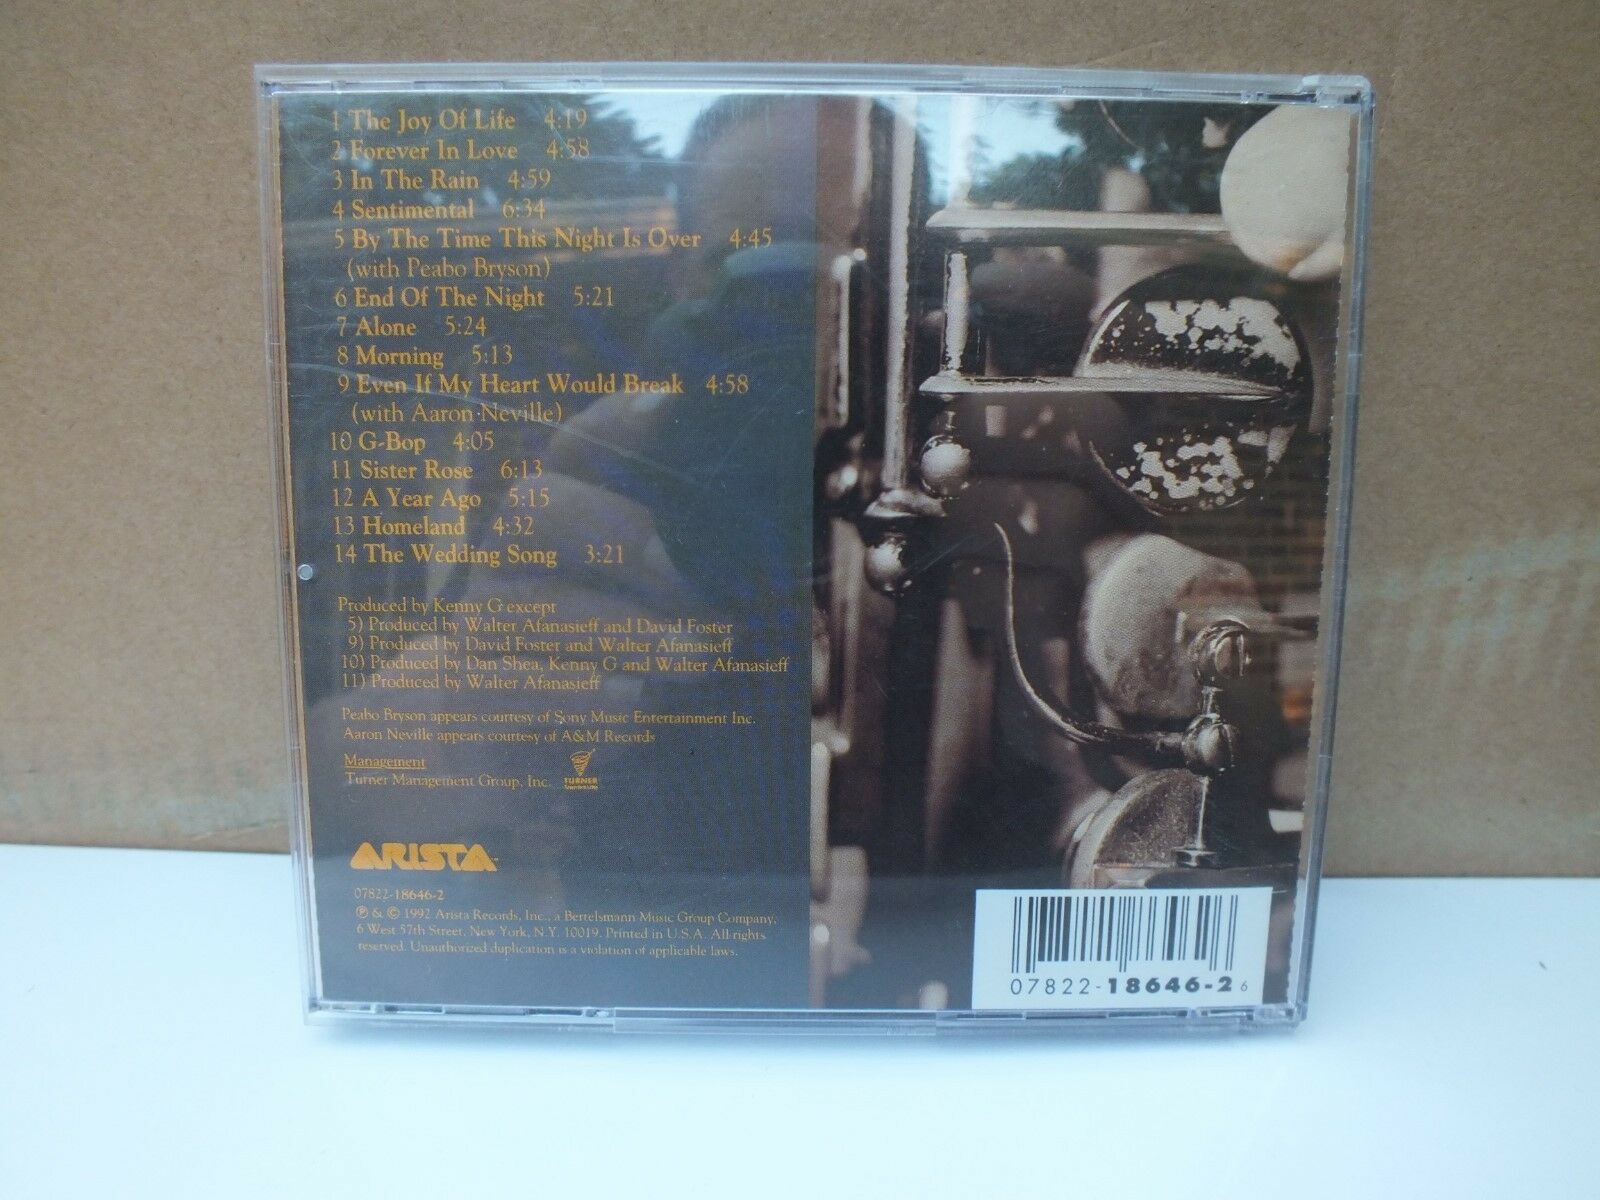 1 The Joy Of Life 4:19
2 Forever In Love 4:58
3 In The Rain 4:59
4 Sentimental 6:34
5 By The Time This Night Is Over 4:45
(with Peabo Bryson)
6 End Of The Night 5:21
7 Alone 5:24
8 Morning 5:13
9 Even If My Heart Would Break 4:58
(with Aaron Neville)
10 G-Bop 4:05
11 Sister Rose 6:13
12 A Year Ago 5:15
13 Homeland 4:32
14 The Wedding Song 3:21
Produced by Kenny G except
5) Produced by Walter Afanasieff and David Foster
9) Produced by David Foster and Walter Afanasieff
10) Produced by Dan Shea, Kenny G and Walter Afanasieff
11) Produced by Walter Afanasieff
Peabo Bryson appears courtesy of Sony Music Entertainment Inc.
Aaron Neville appears courtesy of A&M Records
Management
Turner Management Group, Inc.
TURNER
ARISTA
07822-18646-2
℗ & © 1992 Arista Records, Inc., a Bertelsmann Music Group Company,
6 West 57th Street, New York, N.Y. 10019. Printed in U.S.A. All rights
reserved. Unauthorized duplication is a violation of applicable laws.
07822-18646-2 6